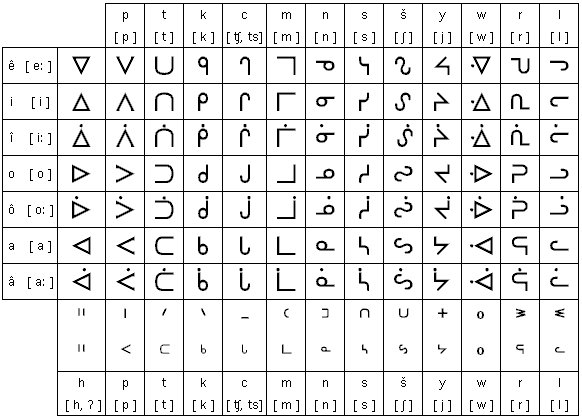 p t k c m n s š y w r l
[ p ] [ t ] [ k ] [ ʧ, ts ] [ m ] [ n ] [ s ] [ ʃ ] [ j ] [ w ] [ r ] [ l ]
ê [ eː ] ᐁ ᐯ ᑌ ᑫ ᒉ ᒣ ᓀ ᓭ ᔐ ᔦ ᐌ ᕃ ᓓ
i [ i ] ᐃ ᐱ ᑎ ᑭ ᒋ ᒥ ᓂ ᓯ ᔑ ᔨ ᐎ ᕆ ᓕ
î [ iː ] ᐄ ᐲ ᑏ ᑮ ᒌ ᒦ ᓃ ᓰ ᔒ ᔩ ᐐ ᕇ ᓖ
o [ o ] ᐅ ᐳ ᑐ ᑯ ᒍ ᒧ ᓄ ᓱ ᔓ ᔪ ᐒ ᕈ ᓗ
ô [ oː ] ᐆ ᐴ ᑑ ᑰ ᒎ ᒨ ᓅ ᓲ ᔔ ᔫ ᐔ ᕉ ᓘ
a [ a ] ᐊ ᐸ ᑕ ᑲ ᒐ ᒪ ᓇ ᓴ ᔕ ᔭ ᐗ ᕋ ᓚ
â [ aː ] ᐋ ᐹ ᑖ ᑳ ᒑ ᒫ ᓈ ᓵ ᔖ ᔮ ᐙ ᕌ ᓛ
ᐦ ᑊ ᐟ ᐠ ᐨ ᒼ ᐣ ᐢ ᐡ ᐩ ᐤ ᕒ ᓬ
ᐦ ᑉ ᑦ ᒃ ᒡ ᒻ ᓐ ᔅ ᔥ ᔾ ᐤ ᕐ ᓪ
h p t k c m n s š y w r l
[ h, ʔ ] [ p ] [ t ] [ k ] [ ʧ, ts ] [ m ] [ n ] [ s ] [ ʃ ] [ j ] [ w ] [ r ] [ l ]